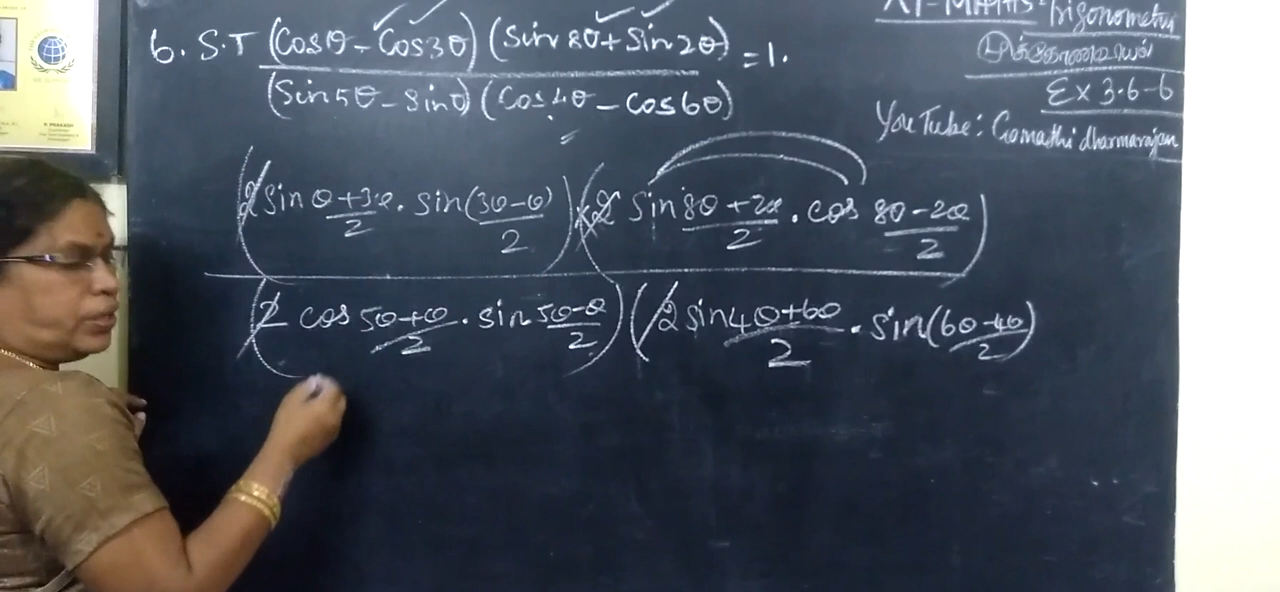 XI-MATHS-Trigonometry
6. S.T (Cosθ - Cos3θ) (Sin8θ + Sin2θ) / (Sin5θ - Sinθ) (Cos4θ - Cos6θ) = 1.
Ex 3.6-6
YouTube: Gomathi dharmarajan
(2 sin θ+3θ/2 . sin (3θ-θ)/2) × (2 sin 8θ+2θ/2 . cos 8θ-2θ/2)
(2 cos 5θ+θ/2 . sin 5θ-θ/2) (2 sin 4θ+6θ/2 . sin (6θ-4θ)/2)